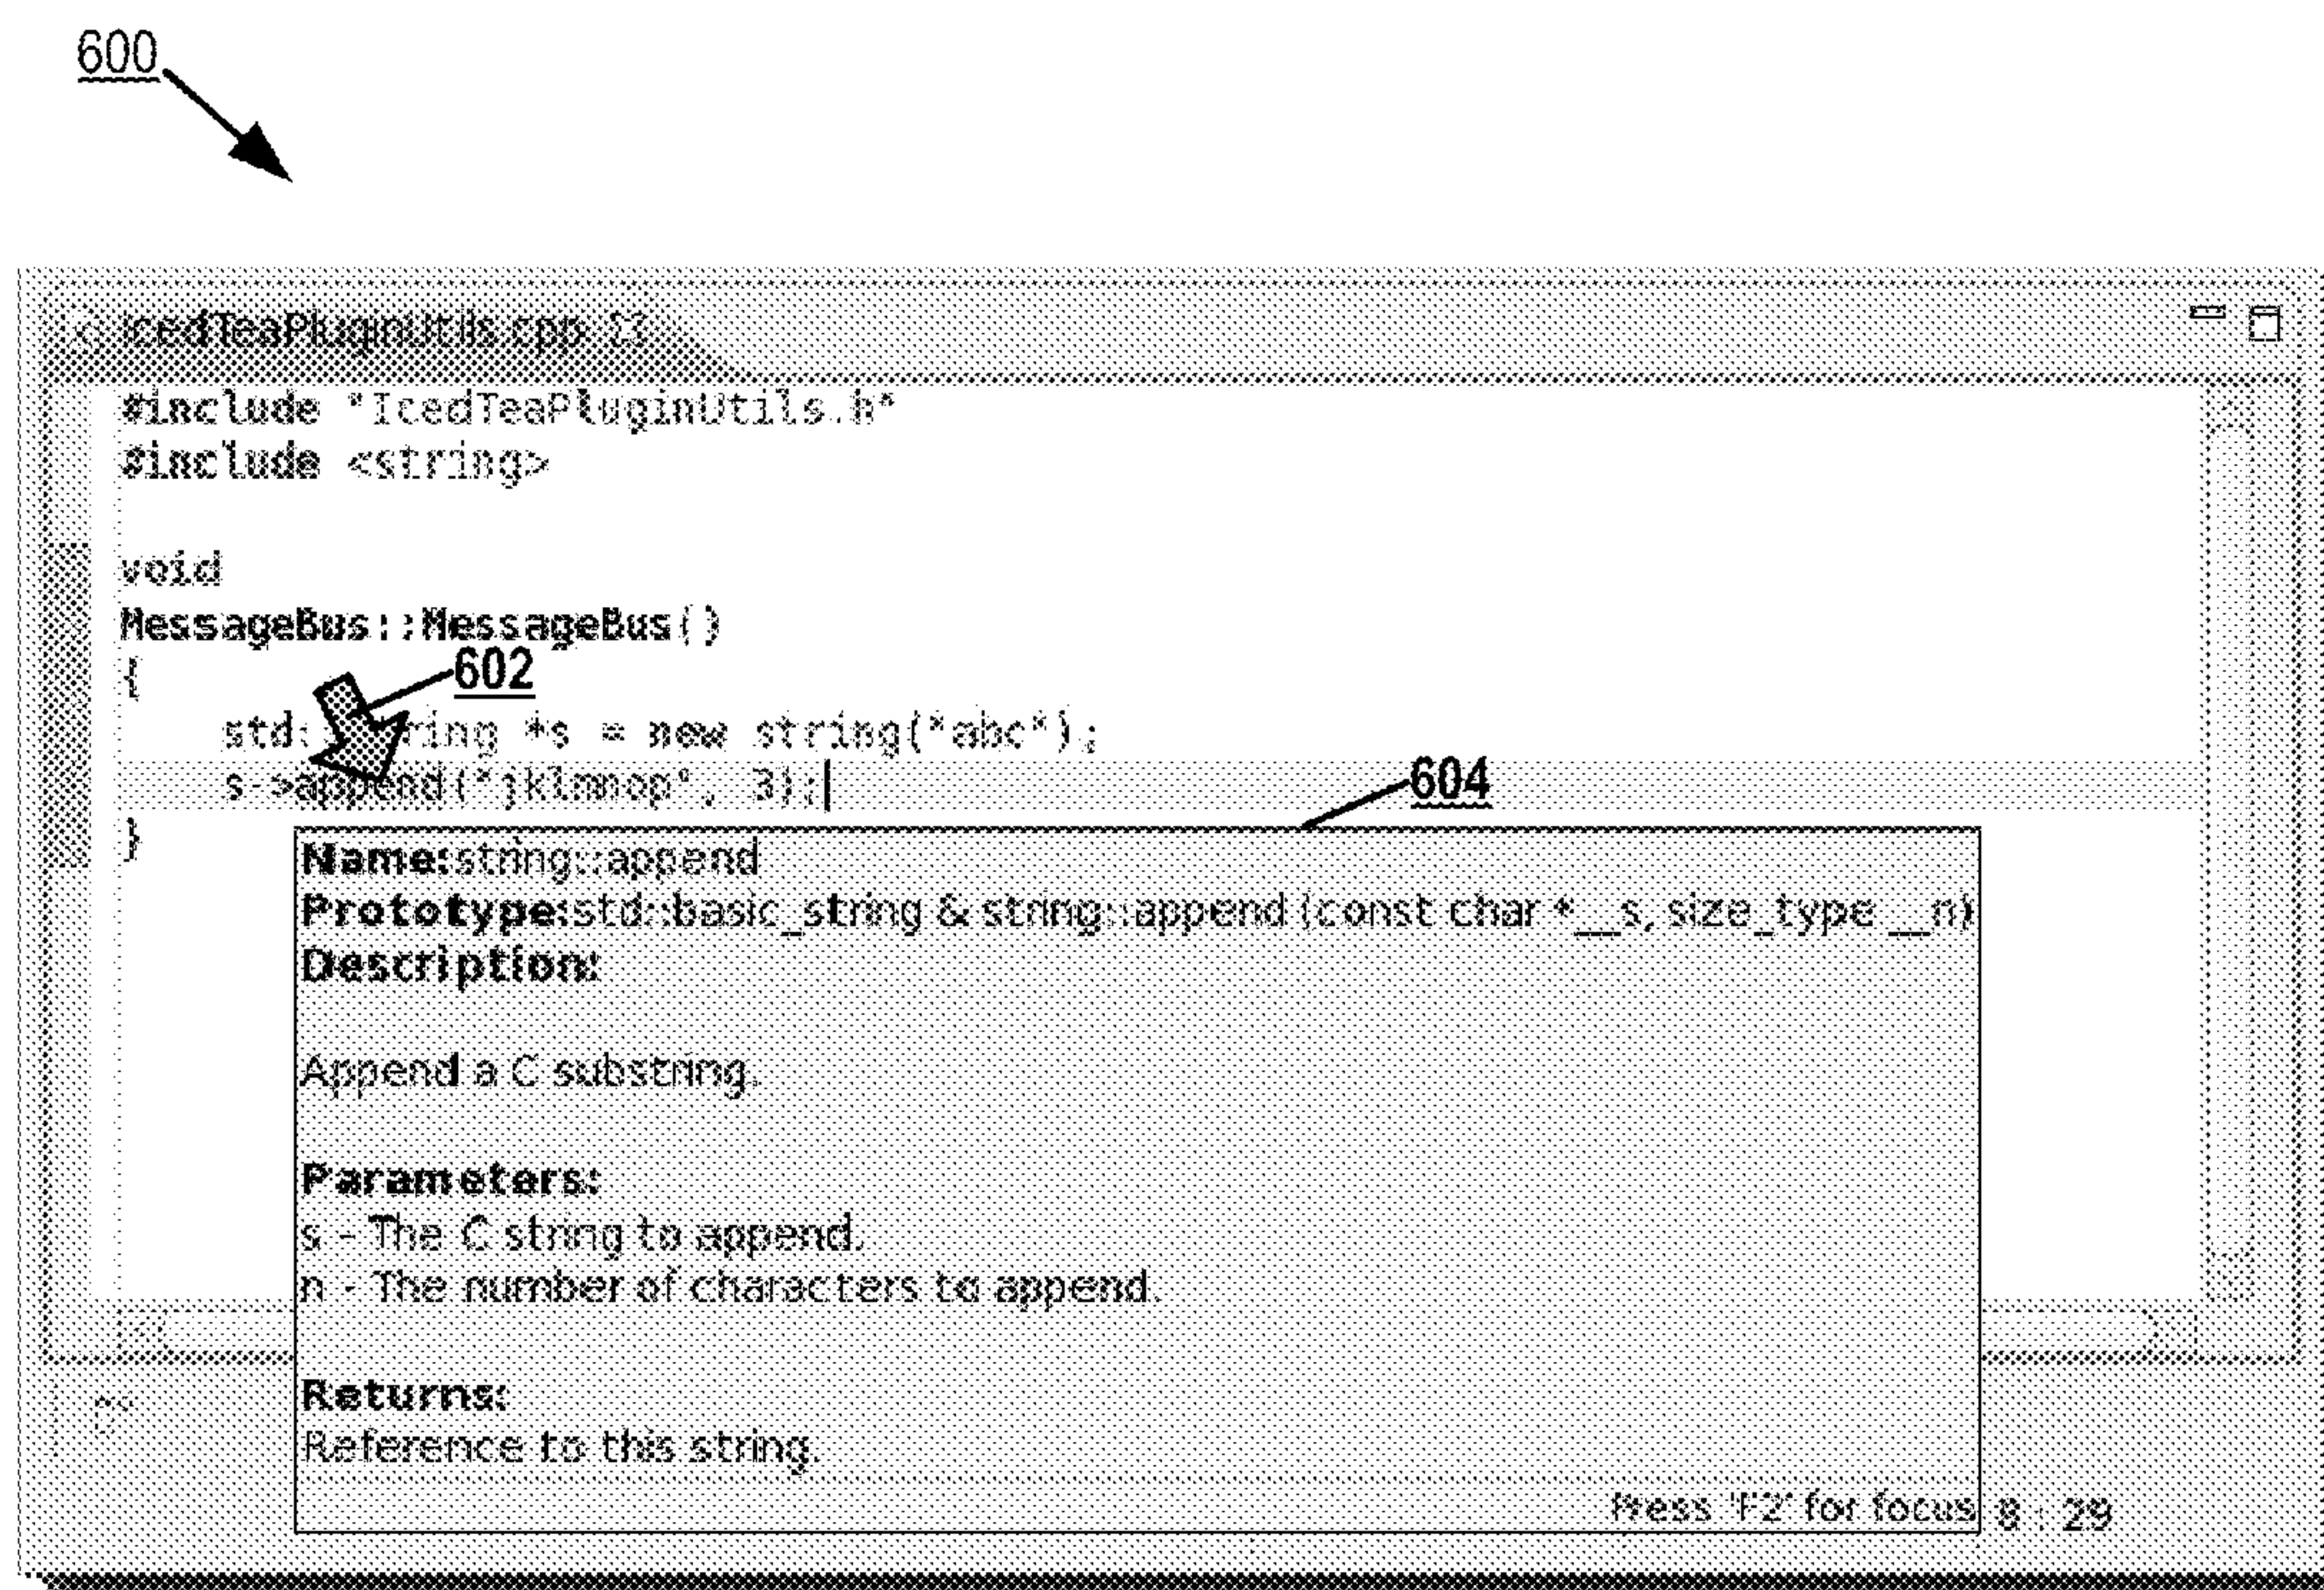 600
IcedTeaPluginUtils.cpp
#include "IcedTeaPluginUtils.h"
#include <string>
void
MessageBus::MessageBus()
{
602
std: ring *s = new string("abc");
s->append("jklmnop", 3);
604
}
Name:string::append
Prototype:std::basic_string & string::append (const char *__s, size_type __n)
Description:
Append a C substring.
Parameters:
s - The C string to append.
n - The number of characters to append.
Returns:
Reference to this string.
Press 'F2' for focus
8 : 29